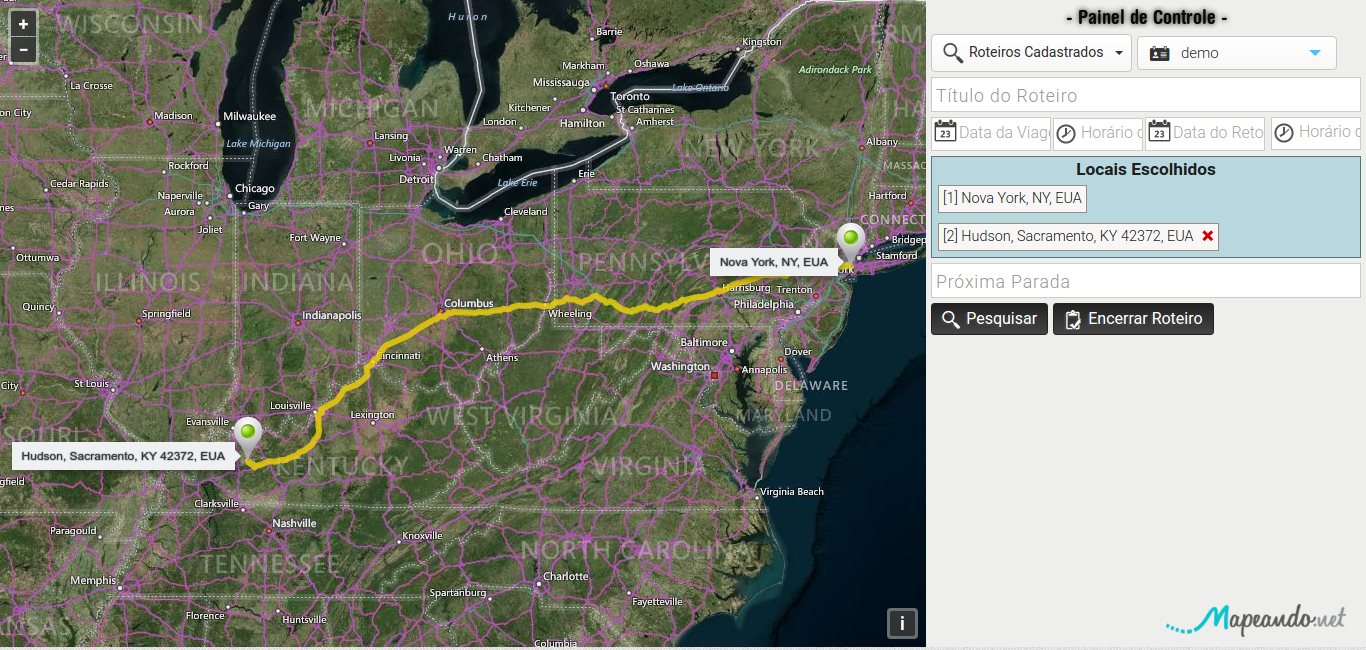 +
−
WISCONSIN
Huron
Barrie
Kingston
VERM
La Crosse
Markham
Oshawa
Adirondack Park
Mississauga
Lake Ontario
Toronto
MICHIGAN
Kitchener
St Catharines
on City
Madison
Milwaukee
London
Hamilton
Amherst
Lansing
Lake Michigan
Warren
NEW YORK
Albany
Livonia
Chatham
MASSAC
Rockford
Detroit
Erie
Cedar Rapids
Naperville
Chicago
Lake Erie
Hartford
Aurora
Gary
Cleveland
CONNECT
Joliet
Fort Wayne
Bridgep
Ottumwa
OHIO
PENNSYLV
Nova York, NY, EUA
Stamford
ork
ILLINOIS
INDIANA
Harrisburg
Trenton
Quincy
Columbus
Philadelphia
Springfield
Indianapolis
Wheeling
Baltimore
Cincinnati
Athens
Dover
Washington
Annapolis
City
St Louis
DELAWARE
Louisville
Lexington
WEST VIRGINIA
MARYLAND
Evansville
SOURI
Hudson, Sacramento, KY 42372, EUA
KENTUCKY
VIRGINIA
gfield
Virginia Beach
Clarksville
Nashville
Paragould
Knoxville
TENNESSEE
NORTH CAROLINA
Memphis
Charlotte
Spartanburg
Fayetteville
Florence
Huntsville
NSAS
Columbia
i
- Painel de Controle -
Roteiros Cadastrados
demo
Título do Roteiro
Data da Viag
Horário d
Data do Reto
Horário d
Locais Escolhidos
[1] Nova York, NY, EUA
[2] Hudson, Sacramento, KY 42372, EUA
Próxima Parada
Pesquisar
Encerrar Roteiro
Mapeando.net